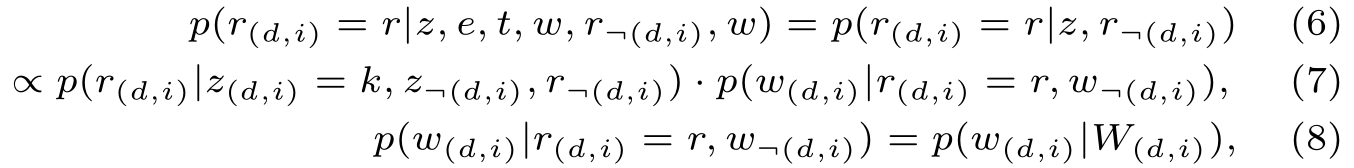 p(r_{(d,i)} = r|z, e, t, w, r_{¬(d,i)}, w) = p(r_{(d,i)} = r|z, r_{¬(d,i)}) (6)
∝ p(r_{(d,i)}|z_{(d,i)} = k, z_{¬(d,i)}, r_{¬(d,i)}) · p(w_{(d,i)}|r_{(d,i)} = r, w_{¬(d,i)}), (7)
p(w_{(d,i)}|r_{(d,i)} = r, w_{¬(d,i)}) = p(w_{(d,i)}|W_{(d,i)}), (8)